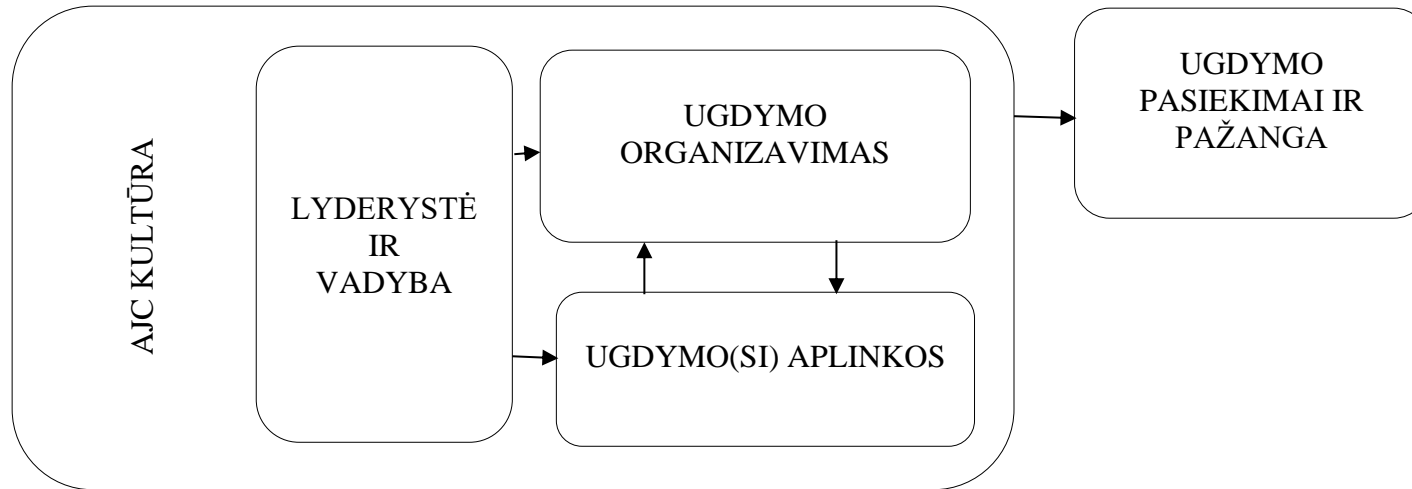 AJC KULTŪRA
LYDERYSTĖ
IR
VADYBA
UGDYMO
ORGANIZAVIMAS
UGDYMO(SI) APLINKOS
UGDYMO
PASIEKIMAI IR
PAŽANGA